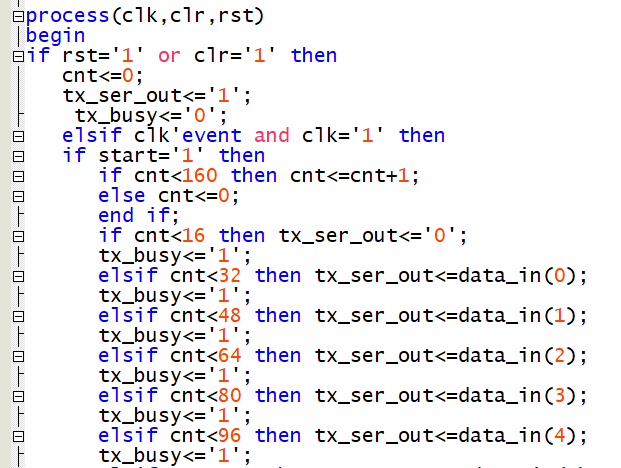 process(clk,clr,rst)
begin
if rst='1' or clr='1' then
cnt<=0;
tx_ser_out<='1';
tx_busy<='0';
elsif clk'event and clk='1' then
if start='1' then
if cnt<160 then cnt<=cnt+1;
else cnt<=0;
end if;
if cnt<16 then tx_ser_out<='0';
tx_busy<='1';
elsif cnt<32 then tx_ser_out<=data_in(0);
tx_busy<='1';
elsif cnt<48 then tx_ser_out<=data_in(1);
tx_busy<='1';
elsif cnt<64 then tx_ser_out<=data_in(2);
tx_busy<='1';
elsif cnt<80 then tx_ser_out<=data_in(3);
tx_busy<='1';
elsif cnt<96 then tx_ser_out<=data_in(4);
tx_busy<='1';